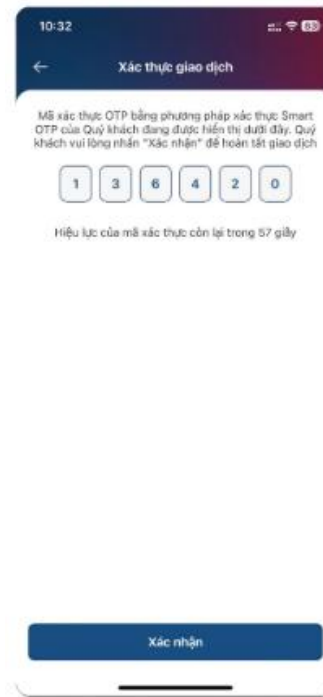 10:32
83
Xác thực giao dịch
Mã xác thực OTP bằng phương pháp xác thực Smart
OTP của Quý khách đang được hiển thị dưới đây. Quý
khách vui lòng nhấn "Xác nhận" để hoàn tất giao dịch
1 3 6 4 2 0
Hiệu lực của mã xác thực còn lại trong 57 giây
Xác nhận